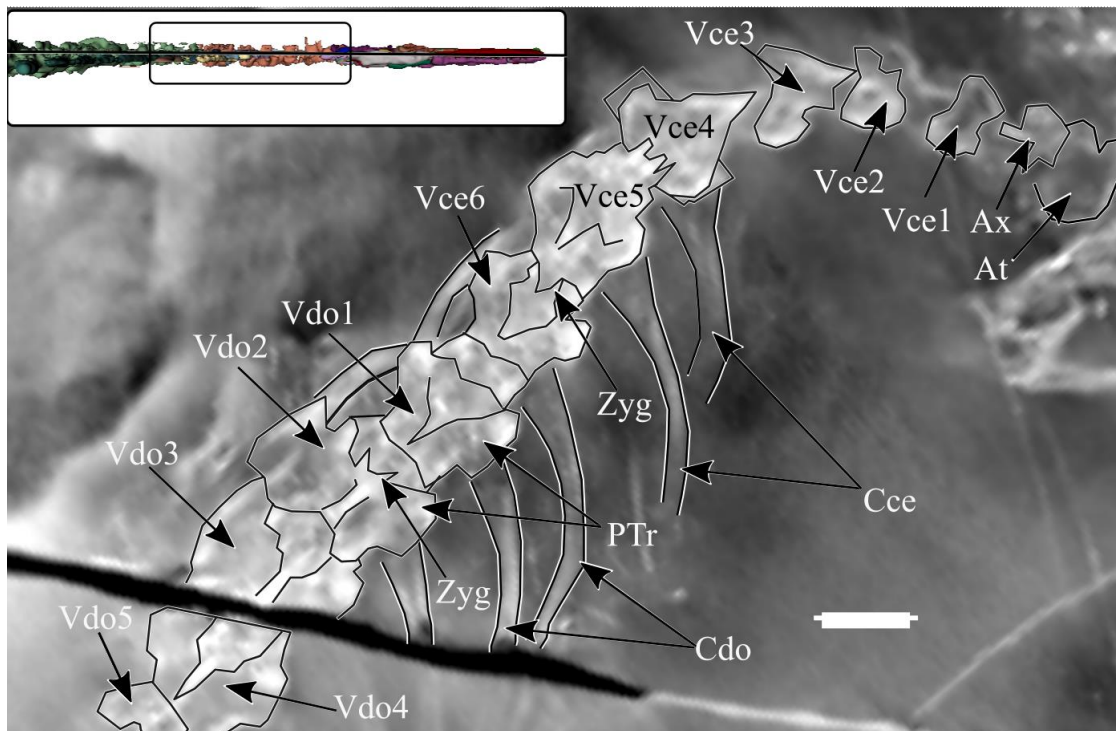 Vce3
Vce4
Vce2
Vce5
Vce1
Ax
Vce6
At
Vdo1
Vdo2
Zyg
Vdo3
Cce
PTr
Zyg
Vdo5
Cdo
Vdo4